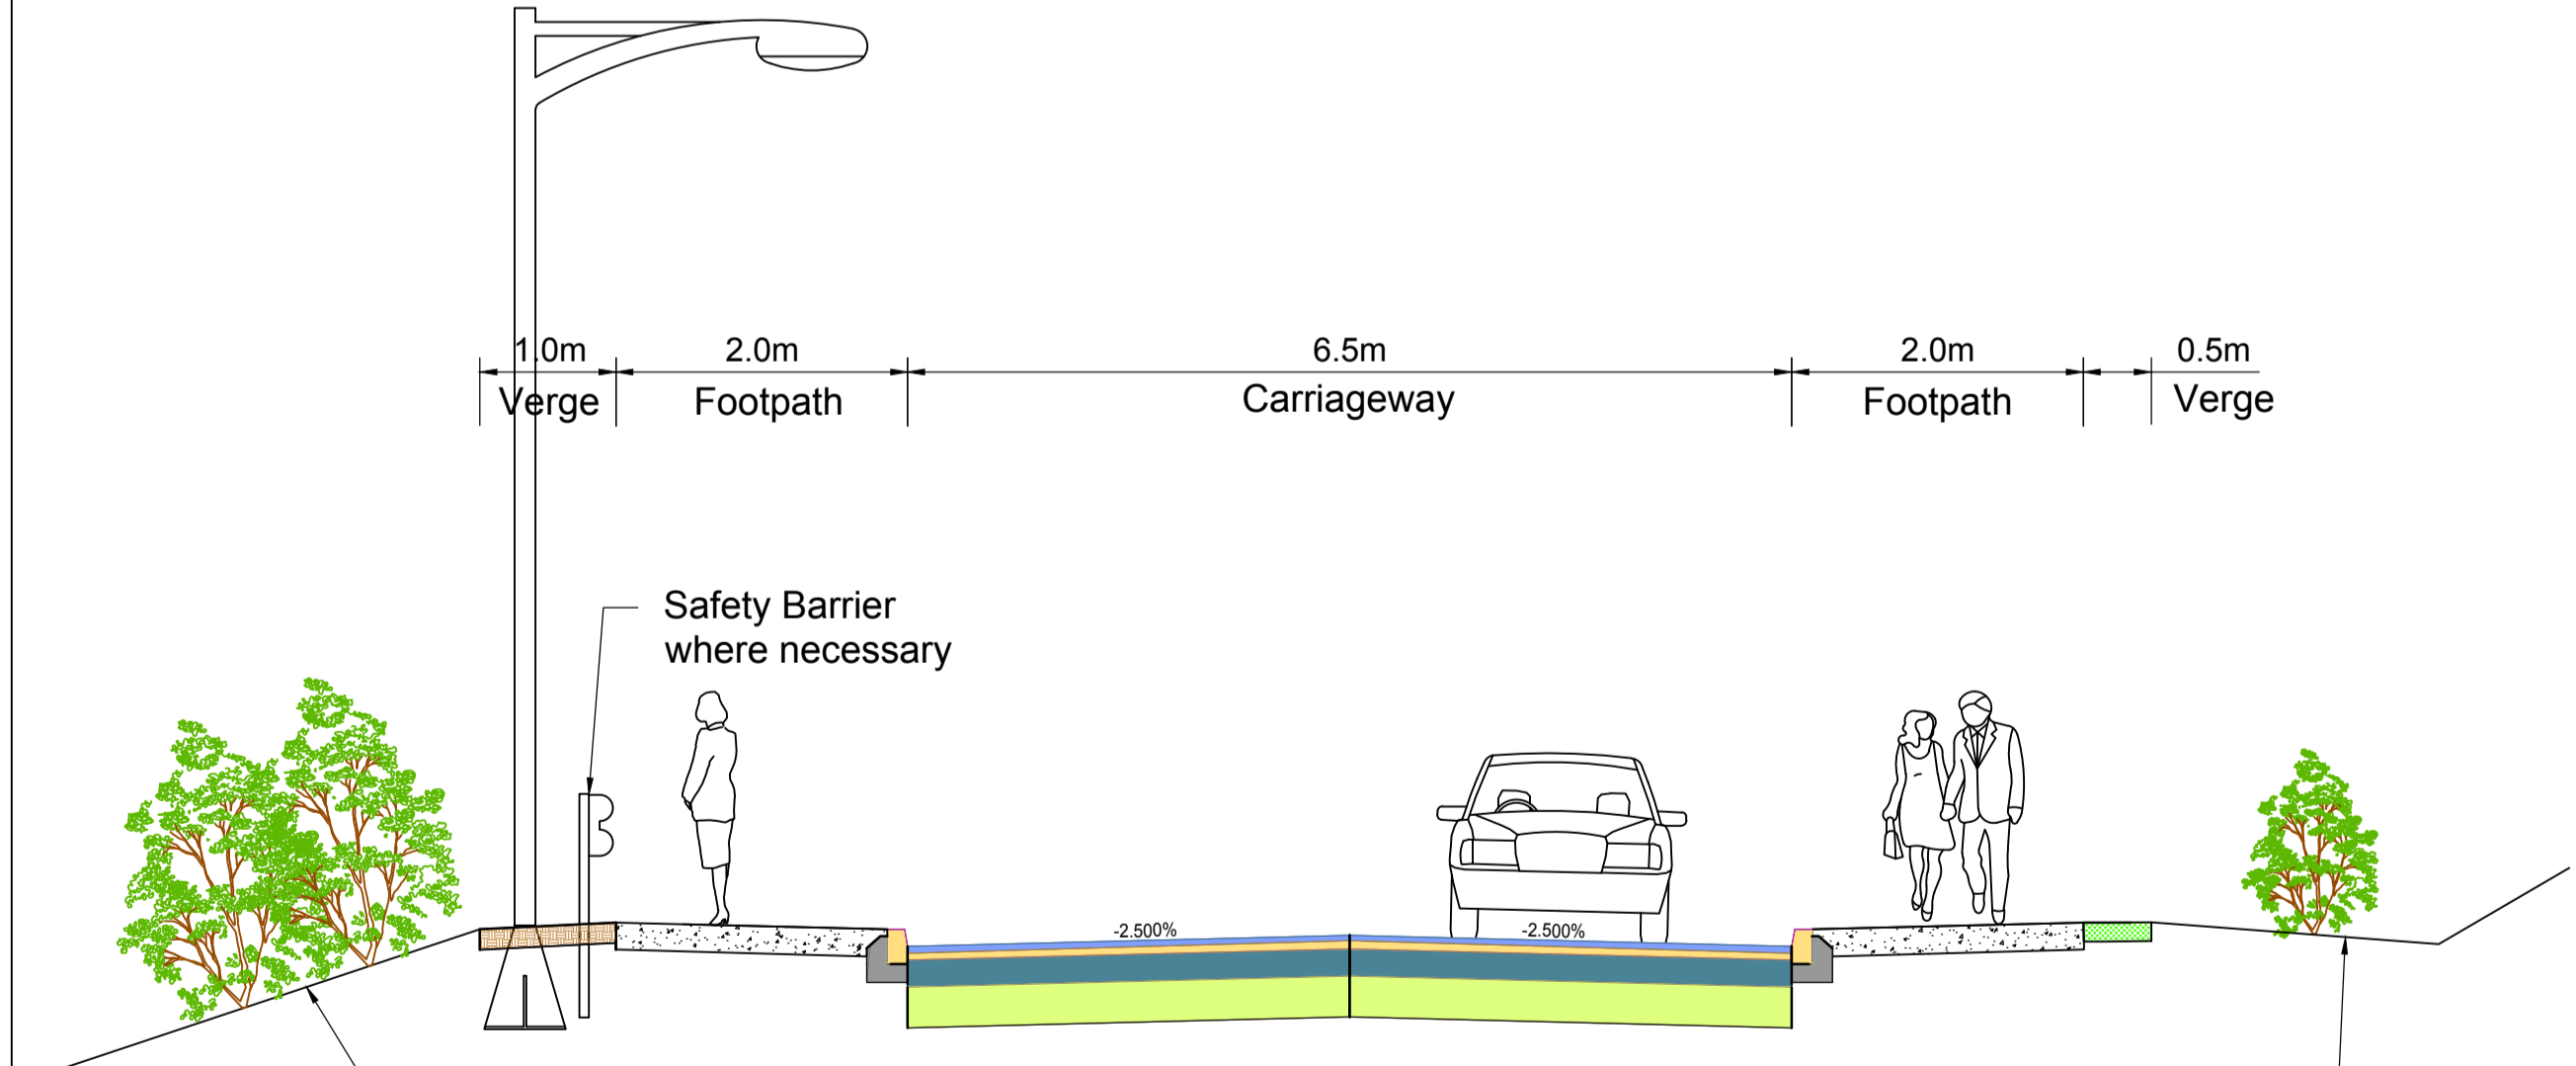 1.0m 2.0m 6.5m 2.0m 0.5m
Verge Footpath Carriageway Footpath Verge
Safety Barrier
where necessary
-2.500% -2.500%